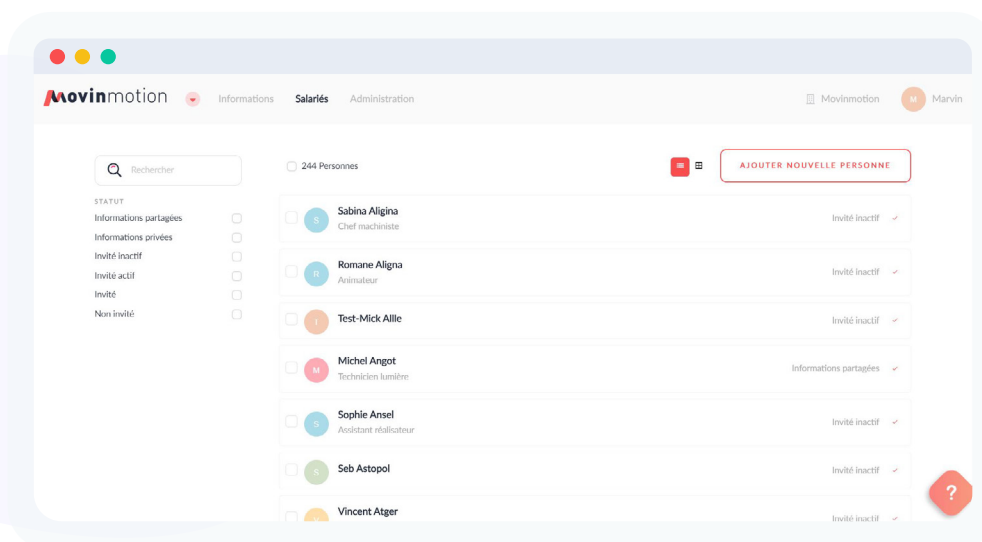 Movinmotion
Informations Salariés Administration
Movinmotion
M Marvin
Rechercher
244 Personnes
AJOUTER NOUVELLE PERSONNE
STATUT
Informations partagées
Informations privées
Invité inactif
Invité actif
Invité
Non invité
S Sabina Aligina
Chef machiniste
Invité inactif
R Romane Aligna
Animateur
Invité inactif
T Test-Mick Allle
Invité inactif
M Michel Angot
Technicien lumière
Informations partagées
S Sophie Ansel
Assistant réalisateur
Invité inactif
S Seb Astopol
Invité inactif
V Vincent Atger
Invité inactif
?